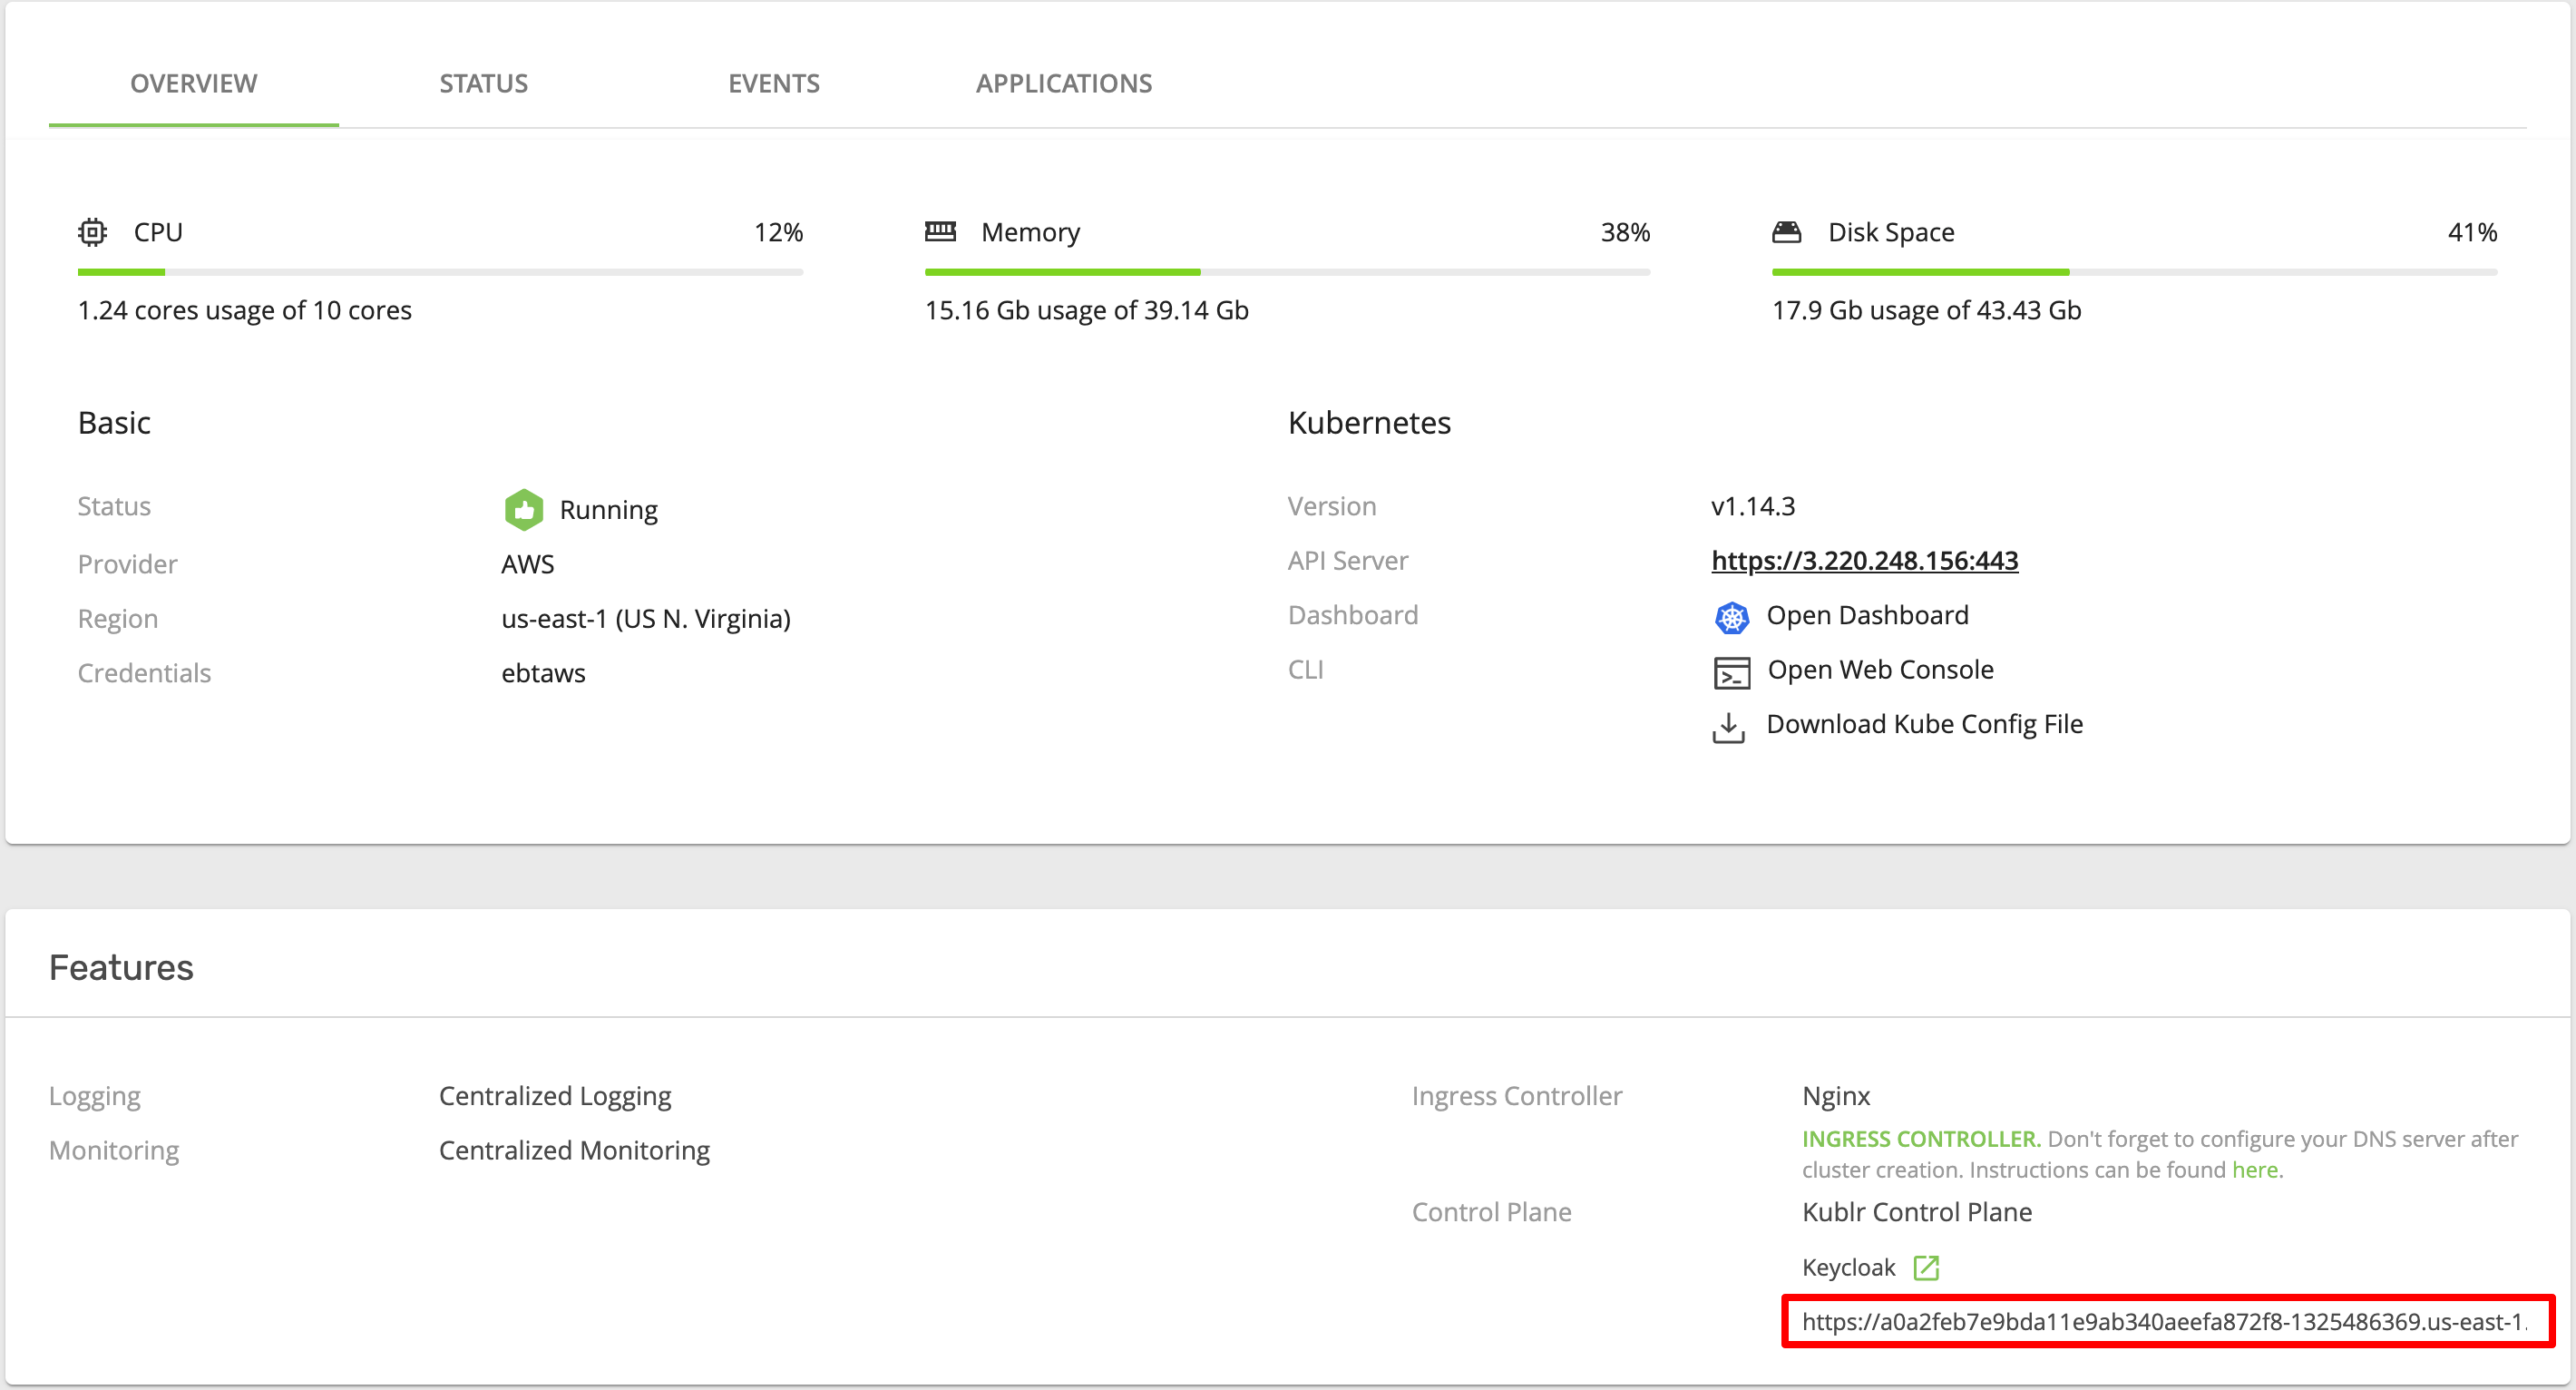 OVERVIEW STATUS EVENTS APPLICATIONS
CPU 12%
1.24 cores usage of 10 cores
Memory 38%
15.16 Gb usage of 39.14 Gb
Disk Space 41%
17.9 Gb usage of 43.43 Gb
Basic
Status Running
Provider AWS
Region us-east-1 (US N. Virginia)
Credentials ebtaws
Kubernetes
Version v1.14.3
API Server https://3.220.248.156:443
Dashboard Open Dashboard
CLI Open Web Console
Download Kube Config File
Features
Logging Centralized Logging
Monitoring Centralized Monitoring
Ingress Controller Nginx
INGRESS CONTROLLER. Don't forget to configure your DNS server after
cluster creation. Instructions can be found here.
Control Plane Kublr Control Plane
Keycloak
https://a0a2feb7e9bda11e9ab340aeefa872f8-1325486369.us-east-1.